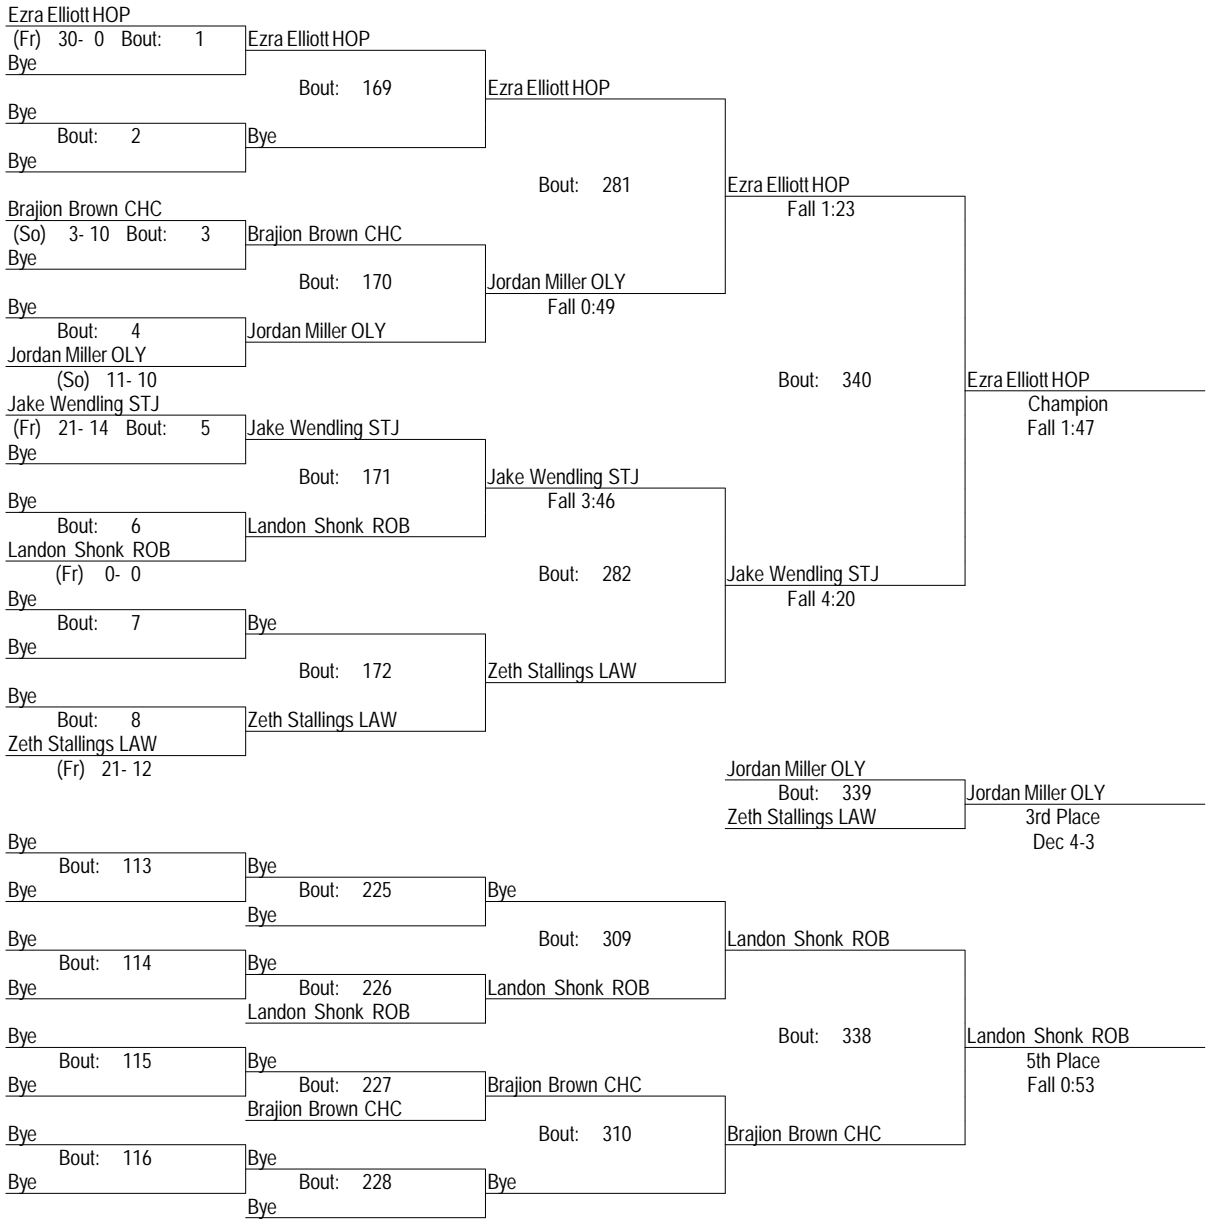 Ezra Elliott HOP
(Fr) 30- 0 Bout: 1 Ezra Elliott HOP
Bye
Bout: 169 Ezra Elliott HOP
Bye
Bout: 2 Bye
Bye
Bout: 281 Ezra Elliott HOP
Brajion Brown CHC Fall 1:23
(So) 3- 10 Bout: 3 Brajion Brown CHC
Bye
Bout: 170 Jordan Miller OLY
Bye Fall 0:49
Bout: 4 Jordan Miller OLY
Jordan Miller OLY
(So) 11- 10 Bout: 340 Ezra Elliott HOP
Jake Wendling STJ Champion
(Fr) 21- 14 Bout: 5 Jake Wendling STJ Fall 1:47
Bye
Bout: 171 Jake Wendling STJ
Bye Fall 3:46
Bout: 6 Landon Shonk ROB
Landon Shonk ROB
(Fr) 0- 0 Bout: 282 Jake Wendling STJ
Bye Fall 4:20
Bout: 7 Bye
Bye
Bout: 172 Zeth Stallings LAW
Bye
Bout: 8 Zeth Stallings LAW
Zeth Stallings LAW
(Fr) 21- 12 Jordan Miller OLY
Bout: 339 Jordan Miller OLY
Zeth Stallings LAW 3rd Place
Bye Dec 4-3
Bout: 113 Bye
Bye Bout: 225 Bye
Bye
Bye Bout: 309 Landon Shonk ROB
Bout: 114 Bye
Bye Bout: 226 Landon Shonk ROB
Landon Shonk ROB
Bye Bout: 338 Landon Shonk ROB
Bout: 115 Bye 5th Place
Bye Bout: 227 Brajion Brown CHC Fall 0:53
Brajion Brown CHC
Bye Bout: 310 Brajion Brown CHC
Bout: 116 Bye
Bye Bout: 228 Bye
Bye